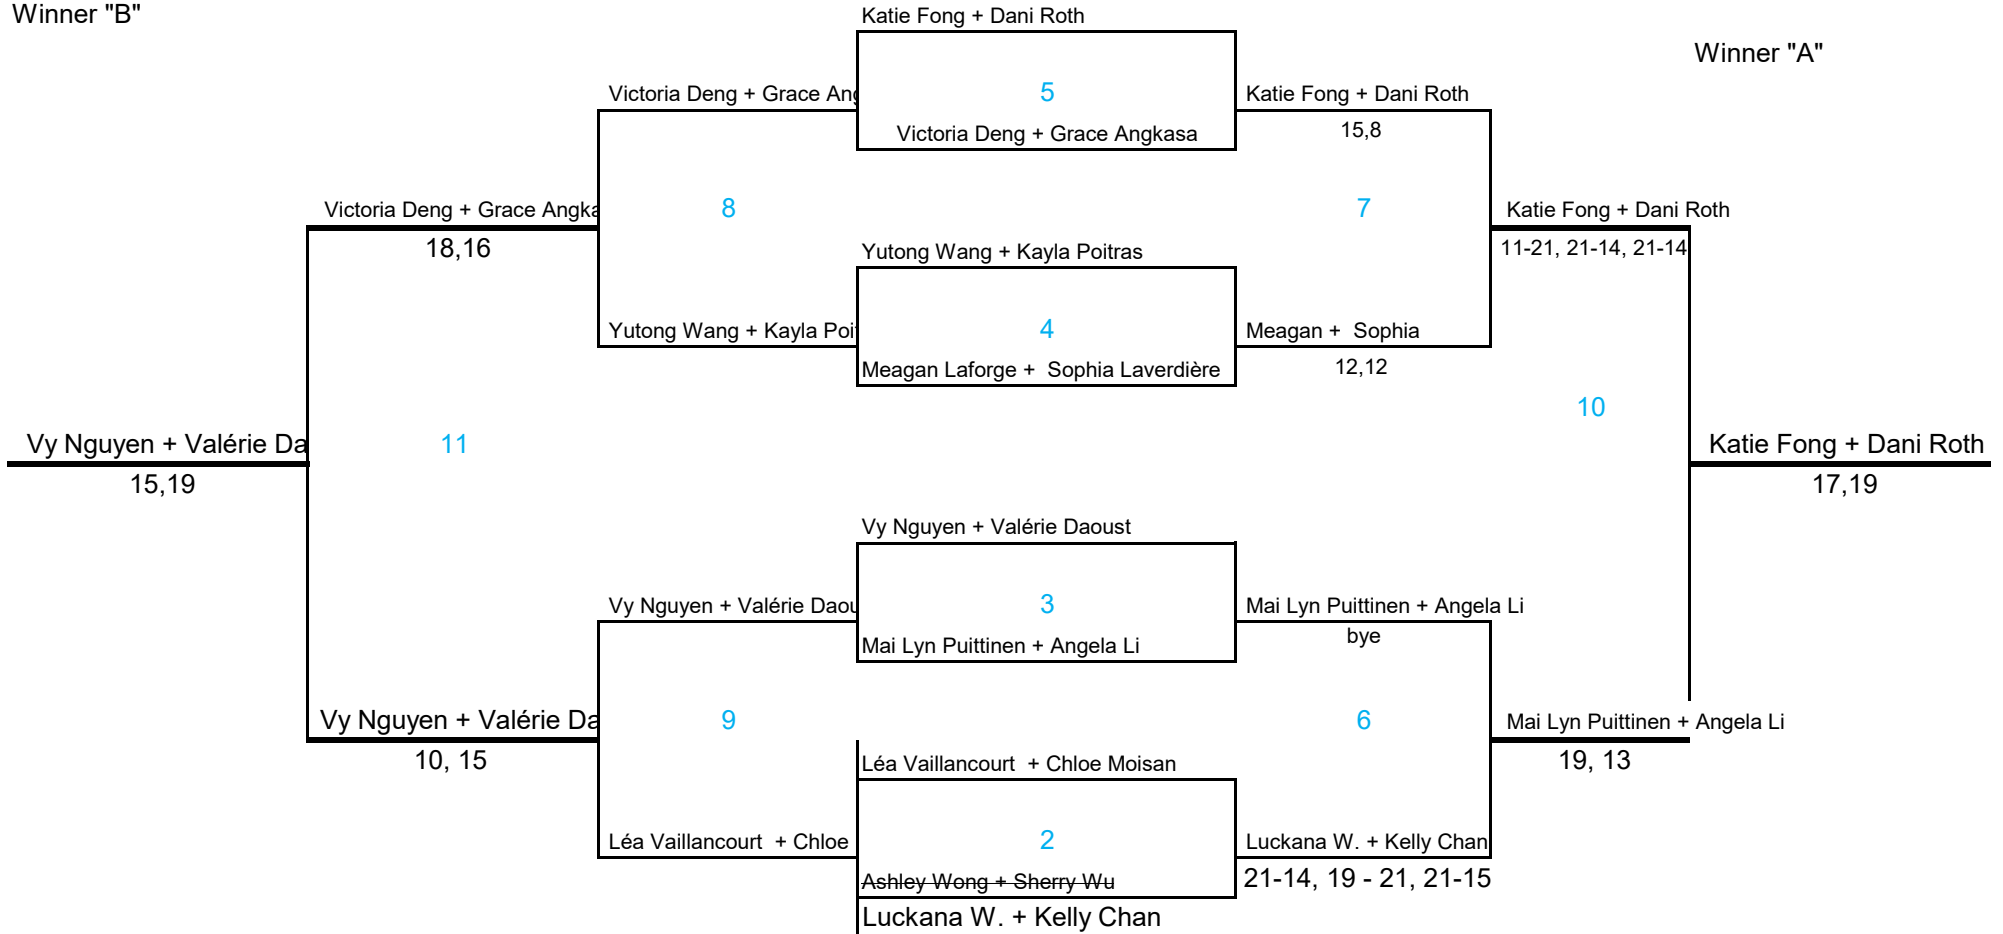 Winner "B"
Katie Fong + Dani Roth
Winner "A"
Victoria Deng + Grace Ang
5
Katie Fong + Dani Roth
Victoria Deng + Grace Angkasa
15,8
Victoria Deng + Grace Angka
8
7
Katie Fong + Dani Roth
18,16
Yutong Wang + Kayla Poitras
11-21, 21-14, 21-14
Yutong Wang + Kayla Poi
4
Meagan +  Sophia
Meagan Laforge +  Sophia Laverdière
12,12
10
Vy Nguyen + Valérie Da
11
Katie Fong + Dani Roth
15,19
17,19
Vy Nguyen + Valérie Daoust
Vy Nguyen + Valérie Daou
3
Mai Lyn Puittinen + Angela Li
Mai Lyn Puittinen + Angela Li
bye
Vy Nguyen + Valérie Da
9
6
Mai Lyn Puittinen + Angela Li
10, 15
Léa Vaillancourt  + Chloe Moisan
19, 13
Léa Vaillancourt  + Chloe
2
Luckana W. + Kelly Chan
Ashley Wong + Sherry Wu
21-14, 19 - 21, 21-15
Luckana W. + Kelly Chan